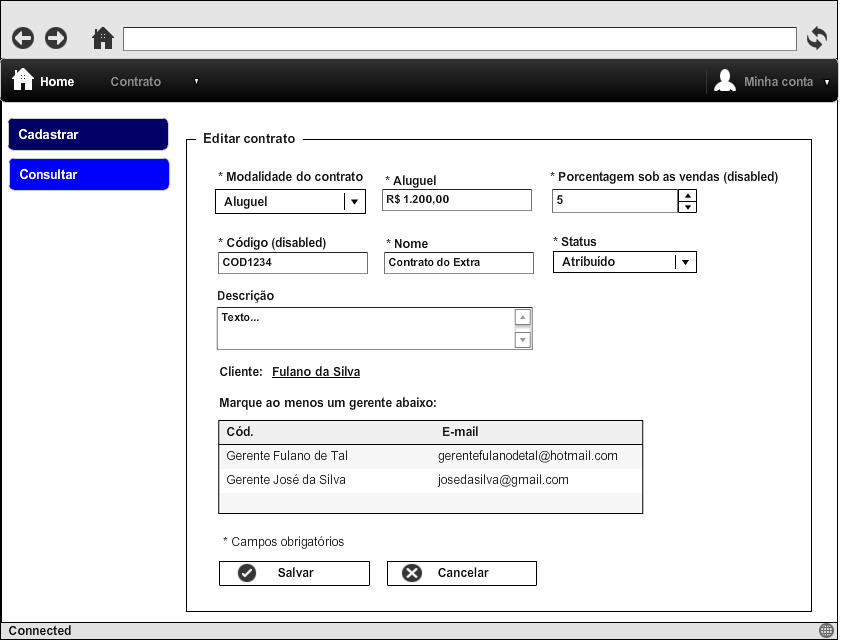 Home Contrato Minha conta
Cadastrar
Consultar
Editar contrato
* Modalidade do contrato * Aluguel * Porcentagem sob as vendas (disabled)
Aluguel R$ 1.200,00 5
* Código (disabled) * Nome * Status
COD1234 Contrato do Extra Atribuído
Descrição
Texto...
Cliente: Fulano da Silva
Marque ao menos um gerente abaixo:
Cód. E-mail
Gerente Fulano de Tal gerentefulanodetal@hotmail.com
Gerente José da Silva josedasilva@gmail.com
* Campos obrigatórios
Salvar Cancelar
Connected